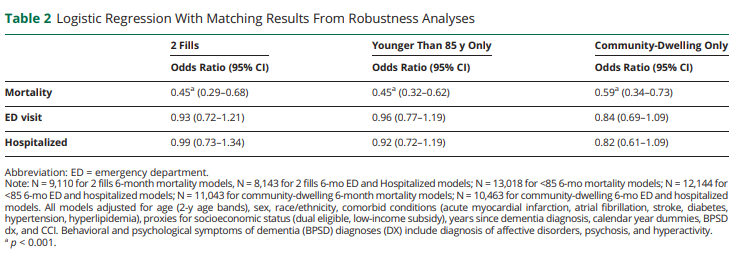 Table 2 Logistic Regression With Matching Results From Robustness Analyses
2 Fills Younger Than 85 y Only Community-Dwelling Only
Odds Ratio (95% CI) Odds Ratio (95% CI) Odds Ratio (95% CI)
Mortality 0.45a (0.29–0.68) 0.45a (0.32–0.62) 0.59a (0.34–0.73)
ED visit 0.93 (0.72–1.21) 0.96 (0.77–1.19) 0.84 (0.69–1.09)
Hospitalized 0.99 (0.73–1.34) 0.92 (0.72–1.19) 0.82 (0.61–1.09)
Abbreviation: ED = emergency department.
Note: N = 9,110 for 2 fills 6-month mortality models, N = 8,143 for 2 fills 6-mo ED and Hospitalized models; N = 13,018 for <85 6-mo mortality models; N = 12,144 for
<85 6-mo ED and hospitalized models; N = 11,043 for community-dwelling 6-month mortality models; N = 10,463 for community-dwelling 6-mo ED and hospitalized
models. All models adjusted for age (2-y age bands), sex, race/ethnicity, comorbid conditions (acute myocardial infarction, atrial fibrillation, stroke, diabetes,
hypertension, hyperlipidemia), proxies for socioeconomic status (dual eligible, low-income subsidy), years since dementia diagnosis, calendar year dummies, BPSD
dx, and CCI. Behavioral and psychological symptoms of dementia (BPSD) diagnoses (DX) include diagnosis of affective disorders, psychosis, and hyperactivity.
a p < 0.001.